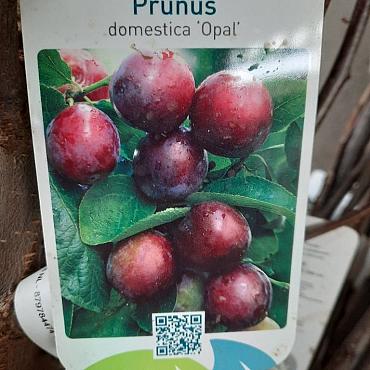 Prunus
domestica ‘Opal’